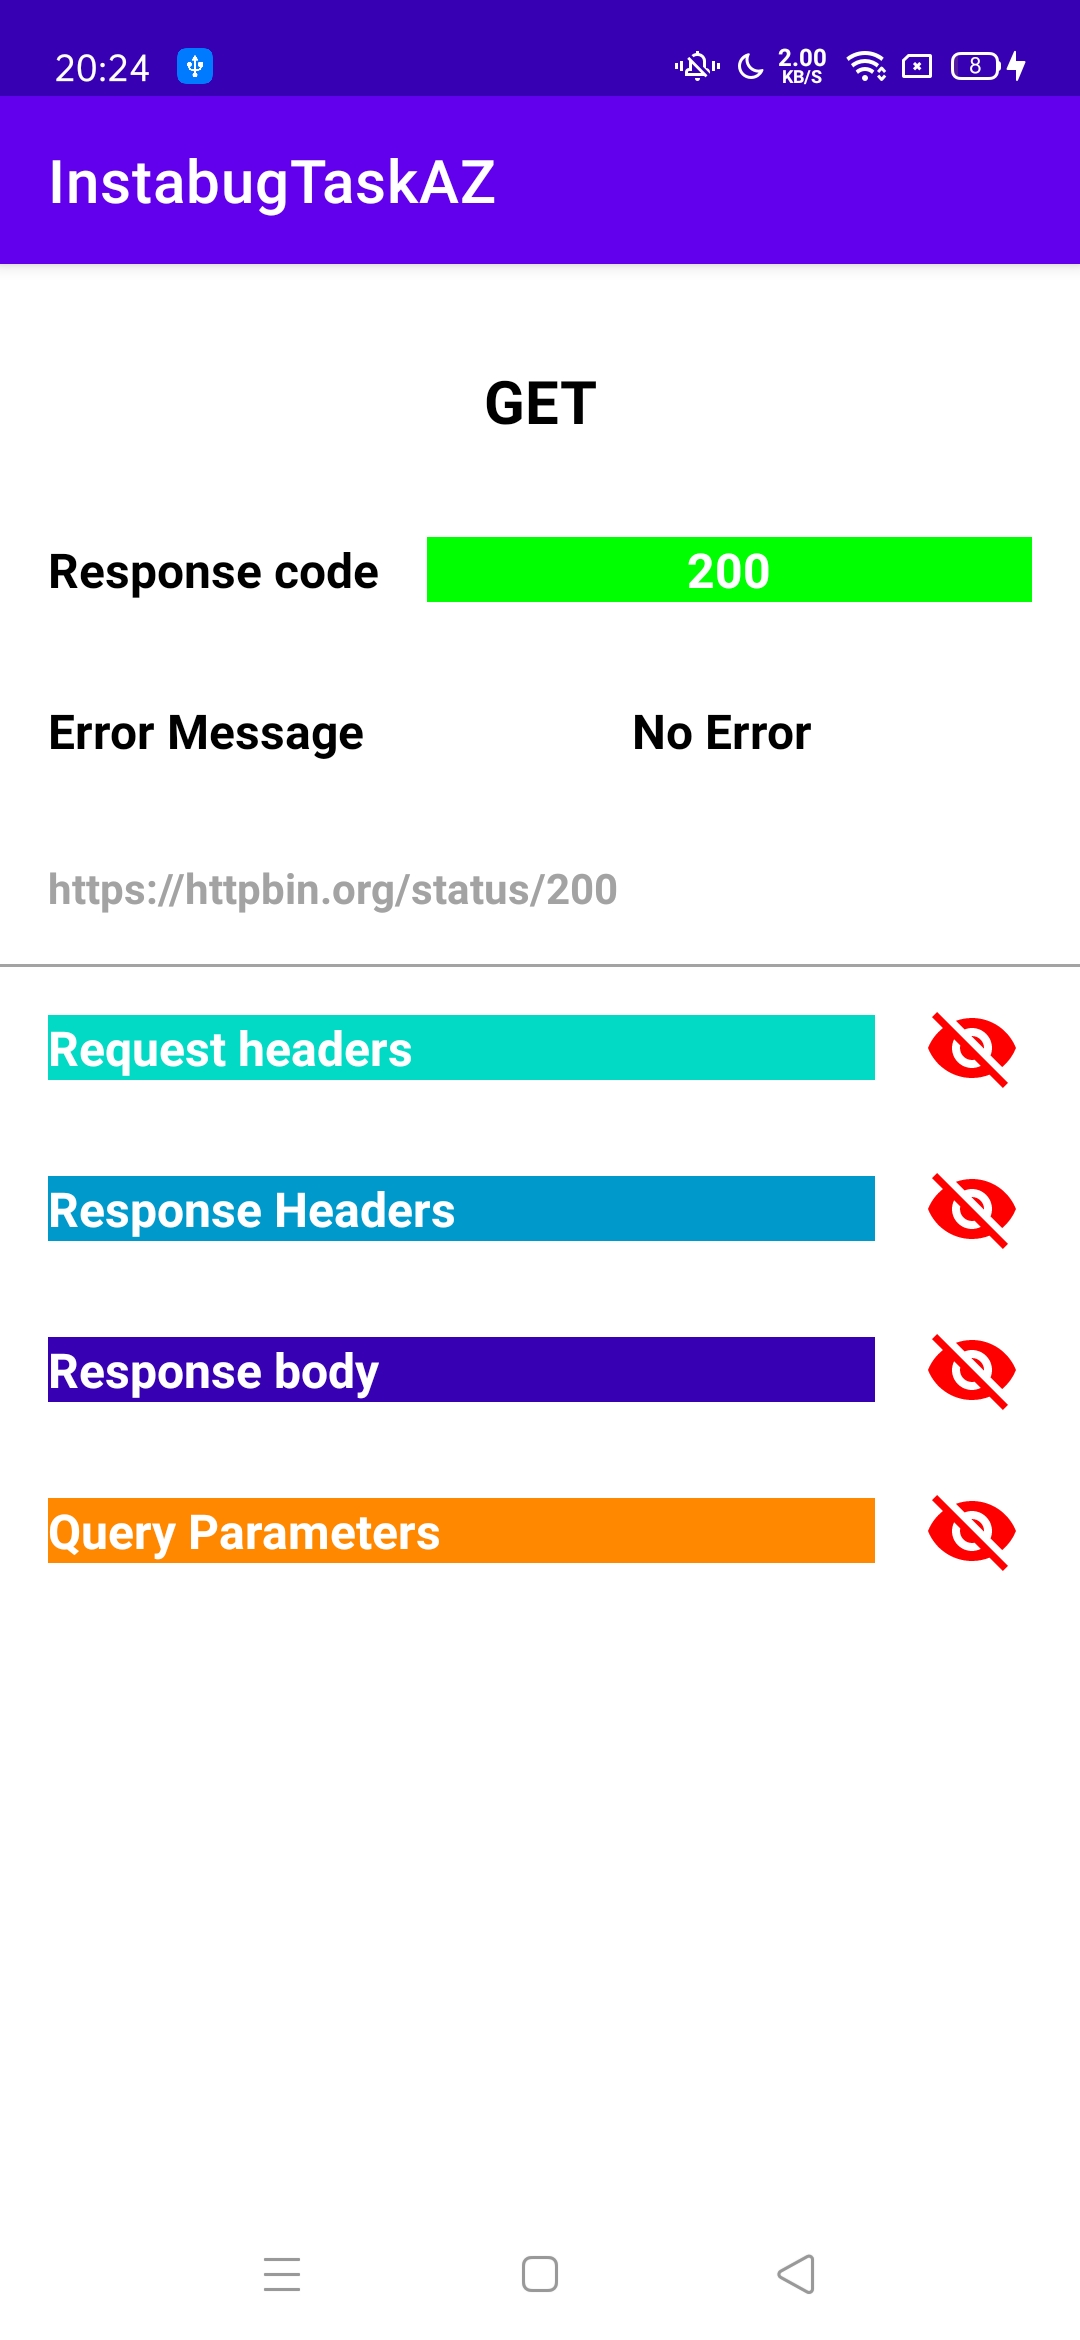 20:24
2.00
KB/S
8
InstabugTaskAZ
GET
Response code 200
Error Message No Error
https://httpbin.org/status/200
Request headers
Response Headers
Response body
Query Parameters